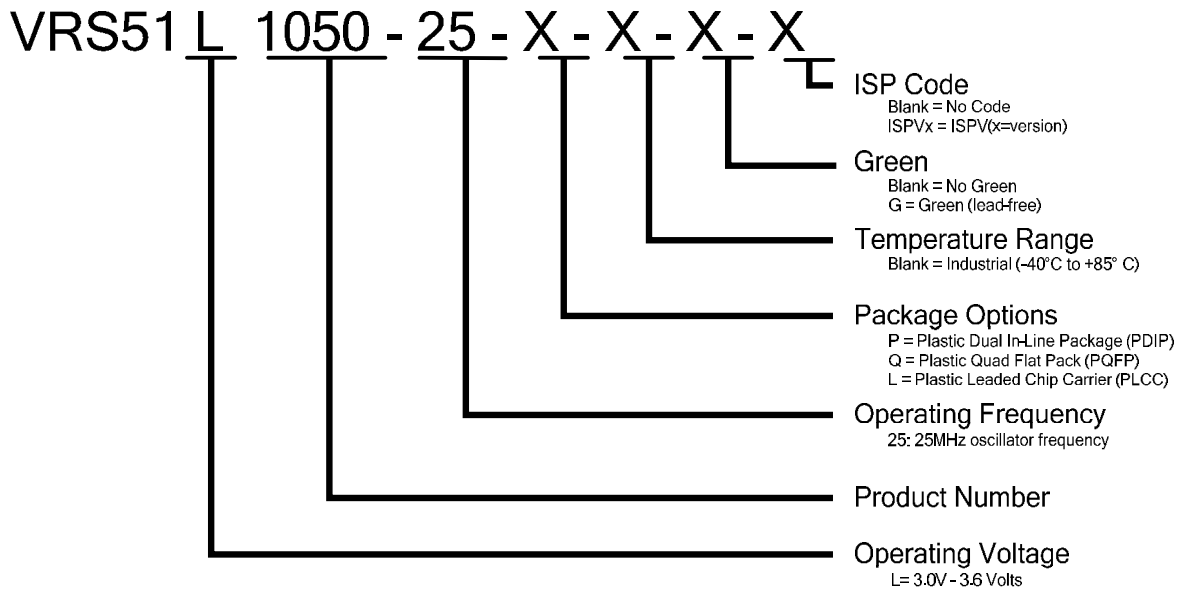 VRS51 L 1050 - 25 - X - X - X - X
ISP Code
Blank = No Code
ISPVx = ISPV(x=version)
Green
Blank = No Green
G = Green (lead-free)
Temperature Range
Blank = Industrial (-40°C to +85° C)
Package Options
P = Plastic Dual In-Line Package (PDIP)
Q = Plastic Quad Flat Pack (PQFP)
L = Plastic Leaded Chip Carrier (PLCC)
Operating Frequency
25: 25MHz oscillator frequency
Product Number
Operating Voltage
L= 3.0V - 3.6 Volts